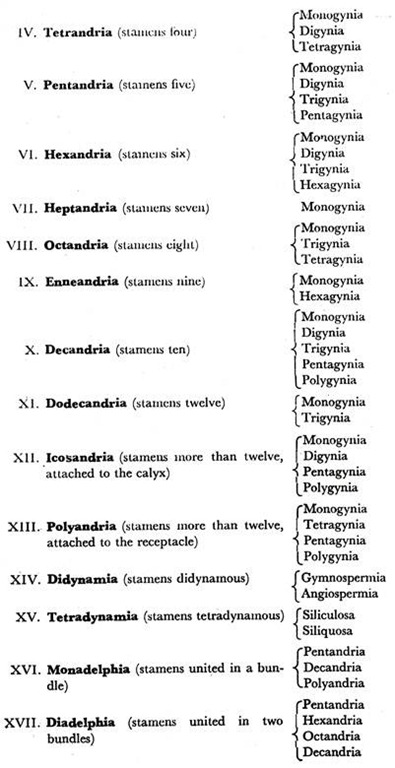 Monogynia
IV. Tetrandria (stamens four) Digynia
Tetragynia
Monogynia
V. Pentandria (stamens five) Digynia
Trigynia
Pentagynia
Monogynia
VI. Hexandria (stamens six) Digynia
Trigynia
Hexagynia
VII. Heptandria (stamens seven) Monogynia
Monogynia
VIII. Octandria (stamens eight) Trigynia
Tetragynia
IX. Enneandria (stamens nine) Monogynia
Hexagynia
Monogynia
Digynia
X. Decandria (stamens ten) Trigynia
Pentagynia
Polygynia
XI. Dodecandria (stamens twelve) Monogynia
Trigynia
Monogynia
XII. Icosandria (stamens more than twelve, Digynia
attached to the calyx) Pentagynia
Polygynia
Monogynia
XIII. Polyandria (stamens more than twelve, Tetragynia
attached to the receptacle) Pentagynia
Polygynia
XIV. Didynamia (stamens didynamous) Gymnospermia
Angiospermia
XV. Tetradynamia (stamens tetradynamous) Siliculosa
Siliquosa
Pentandria
XVI. Monadelphia (stamens united in a bun- Decandria
dle) Polyandria
Pentandria
XVII. Diadelphia (stamens united in two Hexandria
bundles) Octandria
Decandria